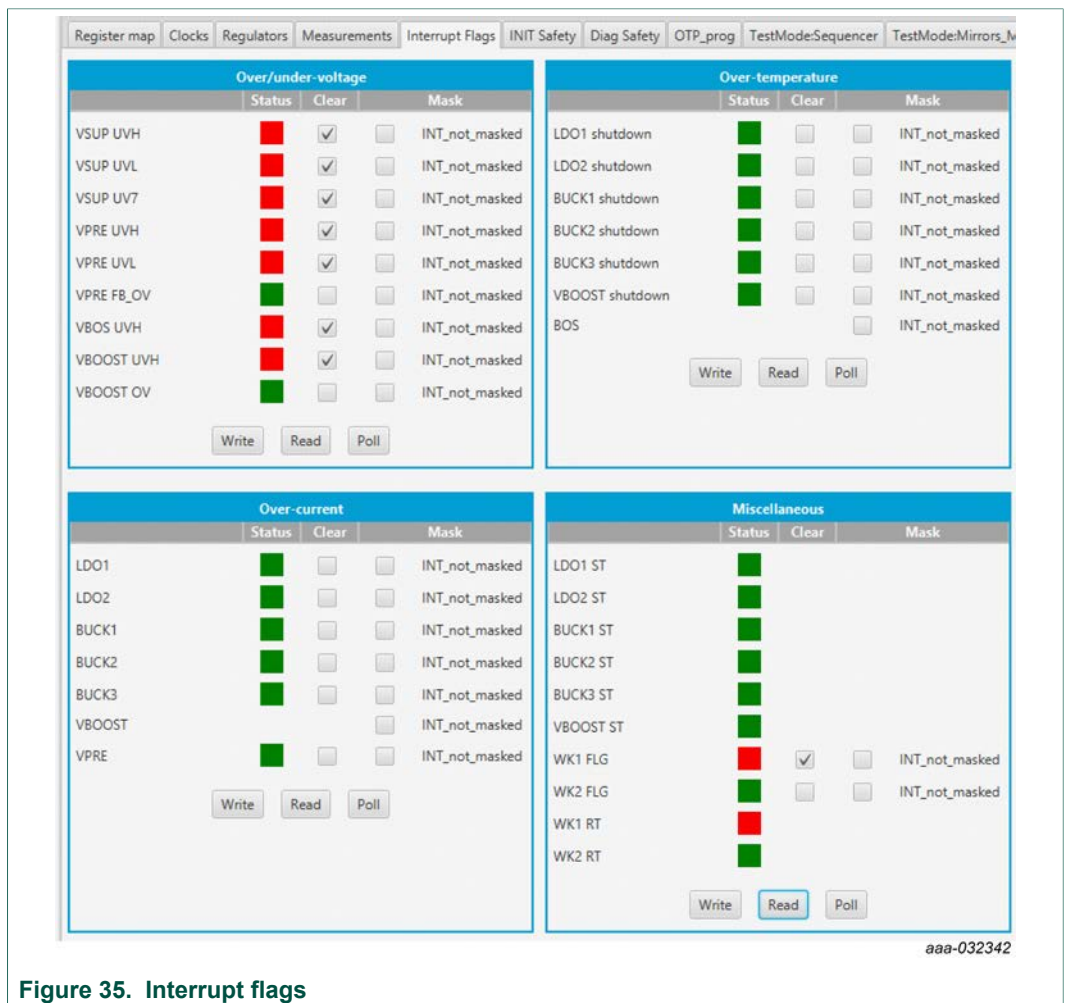 Register map Clocks Regulators Measurements Interrupt Flags INIT Safety Diag Safety OTP_prog TestMode:Sequencer TestMode:Mirrors_M
Over/under-voltage
Status Clear Mask
VSUP UVH INT_not_masked
VSUP UVL INT_not_masked
VSUP UV7 INT_not_masked
VPRE UVH INT_not_masked
VPRE UVL INT_not_masked
VPRE FB_OV INT_not_masked
VBOS UVH INT_not_masked
VBOOST UVH INT_not_masked
VBOOST OV INT_not_masked
Write Read Poll
Over-temperature
Status Clear Mask
LDO1 shutdown INT_not_masked
LDO2 shutdown INT_not_masked
BUCK1 shutdown INT_not_masked
BUCK2 shutdown INT_not_masked
BUCK3 shutdown INT_not_masked
VBOOST shutdown INT_not_masked
BOS INT_not_masked
Write Read Poll
Over-current
Status Clear Mask
LDO1 INT_not_masked
LDO2 INT_not_masked
BUCK1 INT_not_masked
BUCK2 INT_not_masked
BUCK3 INT_not_masked
VBOOST INT_not_masked
VPRE INT_not_masked
Write Read Poll
Miscellaneous
Status Clear Mask
LDO1 ST
LDO2 ST
BUCK1 ST
BUCK2 ST
BUCK3 ST
VBOOST ST
WK1 FLG INT_not_masked
WK2 FLG INT_not_masked
WK1 RT
WK2 RT
Write Read Poll
aaa-032342
Figure 35. Interrupt flags